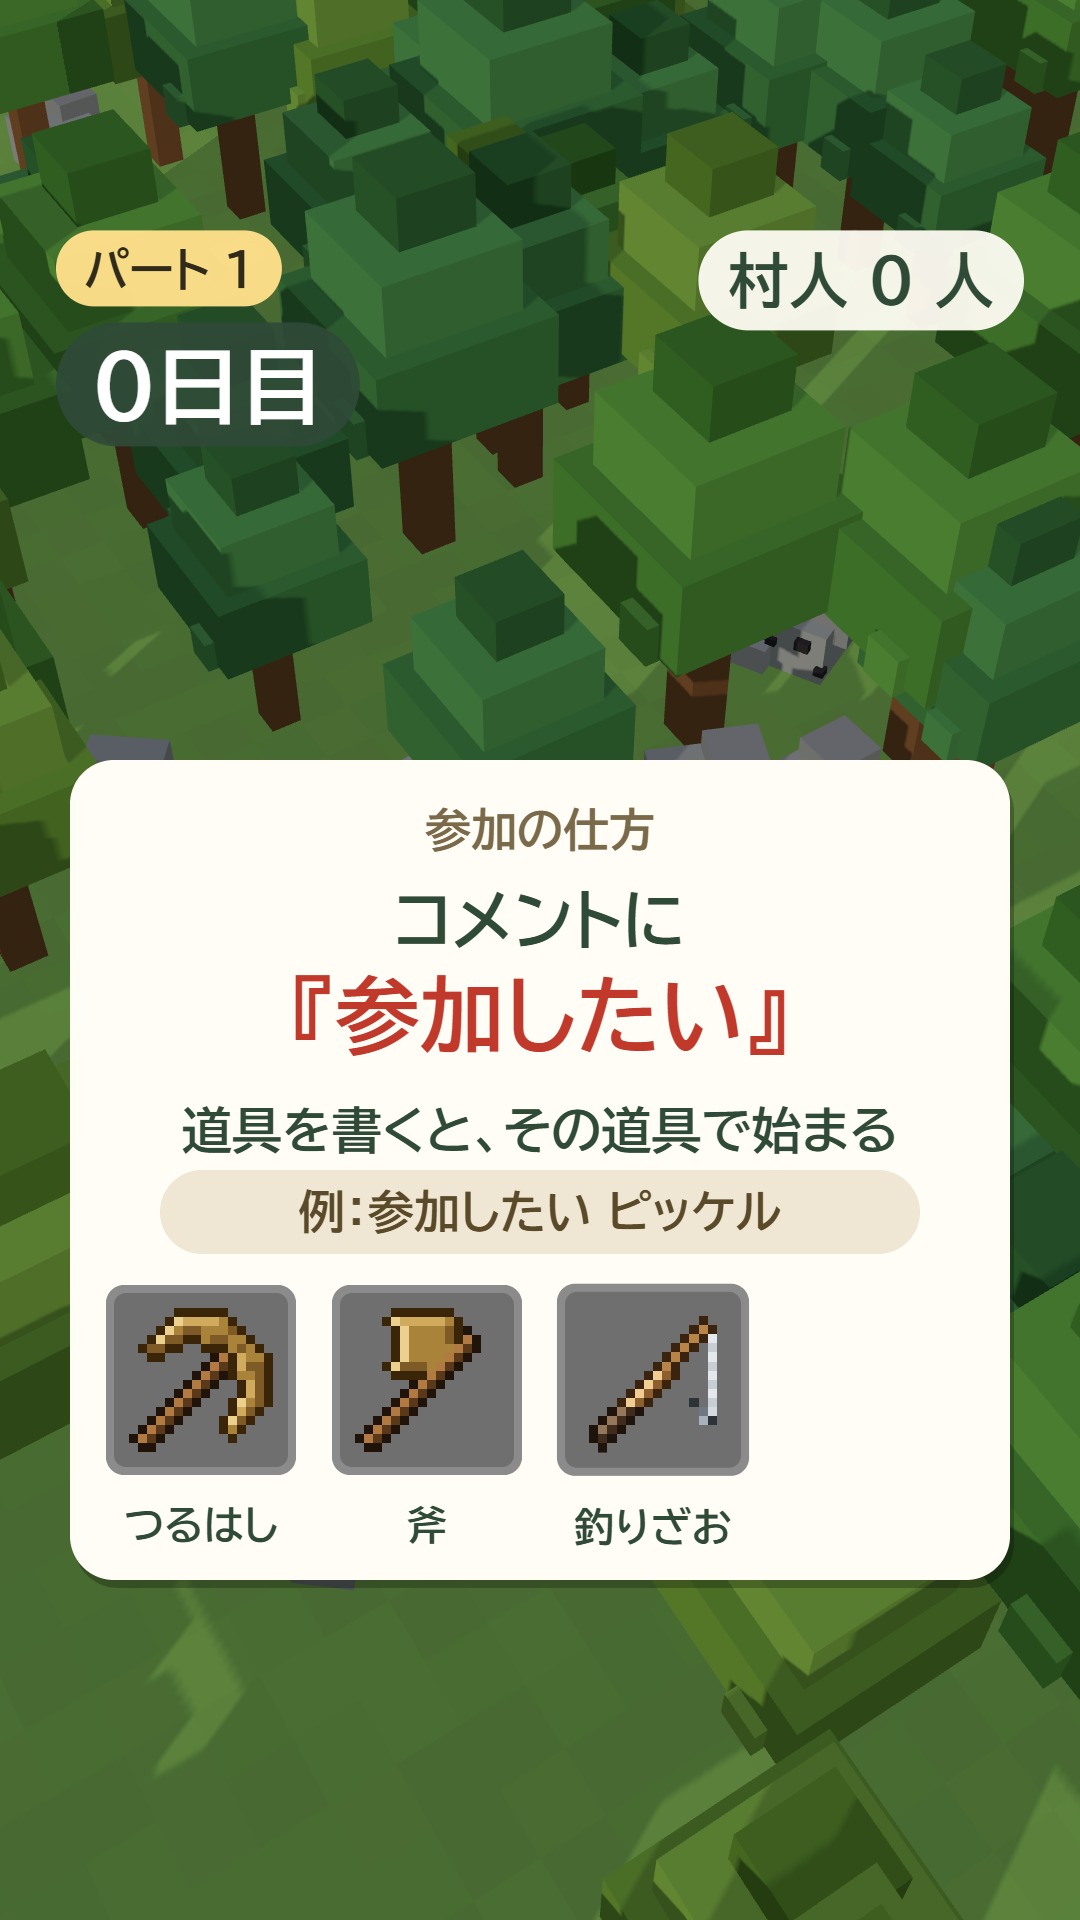 パート 1
0日目
村人 0 人
参加の仕方
コメントに
『参加したい』
道具を書くと、その道具で始まる
例：参加したい ピッケル
つるはし
斧
釣りざお